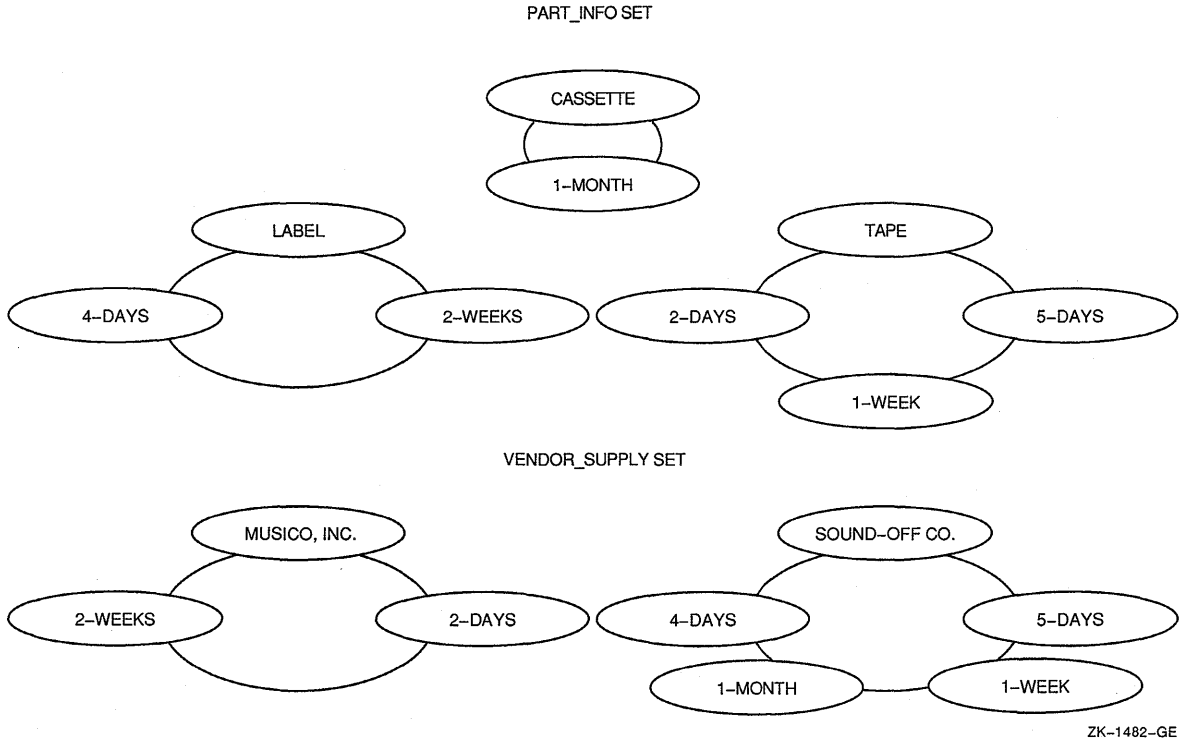 PART_INFO SET
CASSETTE
1-MONTH
LABEL
TAPE
4-DAYS
2-WEEKS
2-DAYS
5-DAYS
1-WEEK
VENDOR_SUPPLY SET
MUSICO, INC.
SOUND-OFF CO.
2-WEEKS
2-DAYS
4-DAYS
5-DAYS
1-MONTH
1-WEEK
ZK-1482-GE